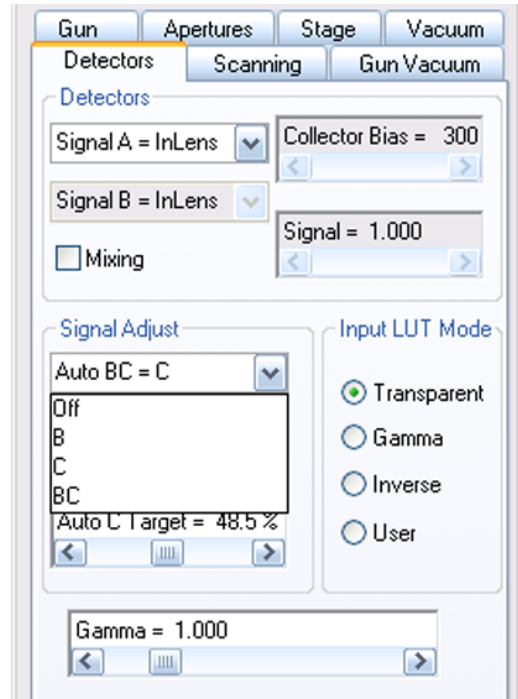 Gun Apertures Stage Vacuum
Detectors Scanning Gun Vacuum
Detectors
Signal A = InLens
Collector Bias = 300
Signal B = InLens
Signal = 1.000
Mixing
Signal Adjust
Input LUT Mode
Auto BC = C
Off
B
C
BC
Auto C Target = 48.5 %
Transparent
Gamma
Inverse
User
Gamma = 1.000